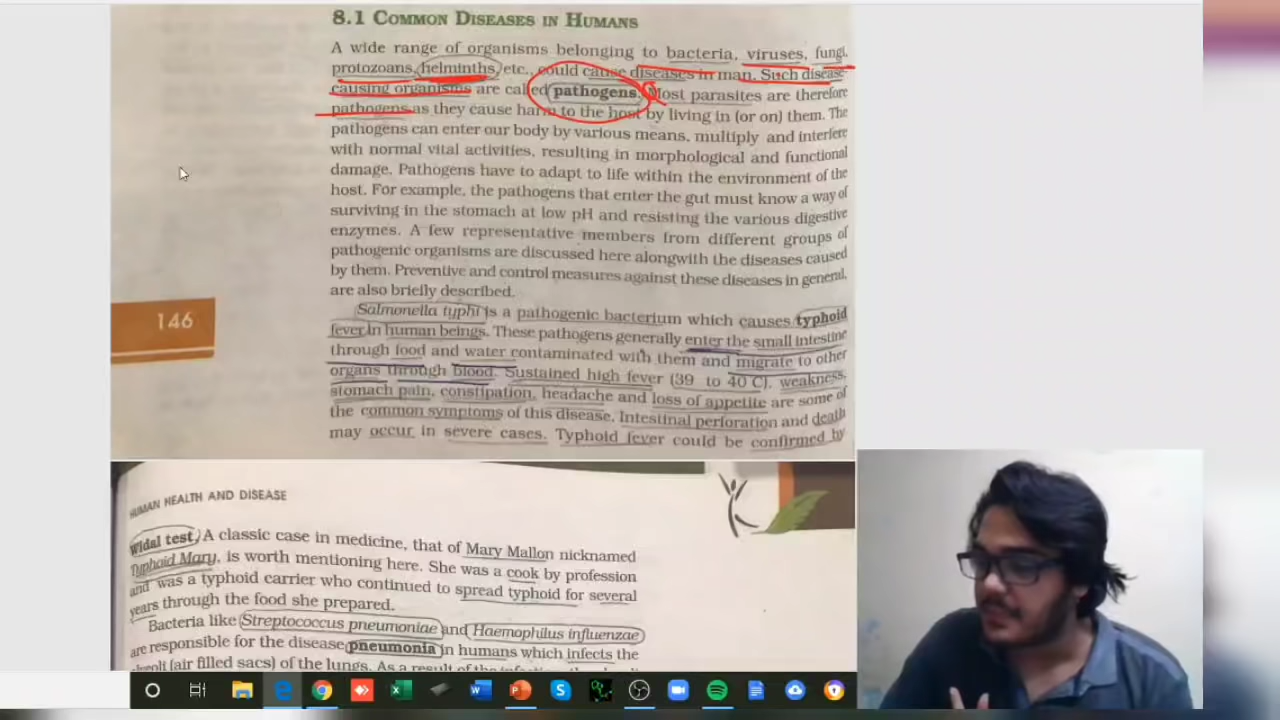 8.1 COMMON DISEASES IN HUMANS
A wide range of organisms belonging to bacteria, viruses, fungi,
protozoans, helminths, etc., could cause diseases in man. Such disease-
causing organisms are called pathogens. Most parasites are therefore
pathogens as they cause harm to the host by living in (or on) them. The
pathogens can enter our body by various means, multiply and interfere
with normal vital activities, resulting in morphological and functional
damage. Pathogens have to adapt to life within the environment of the
host. For example, the pathogens that enter the gut must know a way of
surviving in the stomach at low pH and resisting the various digestive
enzymes. A few representative members from different groups of
pathogenic organisms are discussed here alongwith the diseases caused
by them. Preventive and control measures against these diseases in general,
are also briefly described.
Salmonella typhi is a pathogenic bacterium which causes typhoid
fever in human beings. These pathogens generally enter the small intestine
through food and water contaminated with them and migrate to other
organs through blood. Sustained high fever (39 to 40 C), weakness,
stomach pain, constipation, headache and loss of appetite are some of
the common symptoms of this disease. Intestinal perforation and death
may occur in severe cases. Typhoid fever could be confirmed by
146
HUMAN HEALTH AND DISEASE
Widal test. A classic case in medicine, that of Mary Mallon nicknamed
Typhoid Mary, is worth mentioning here. She was a cook by profession
and was a typhoid carrier who continued to spread typhoid for several
years through the food she prepared.
Bacteria like Streptococcus pneumoniae and Haemophilus influenzae
are responsible for the disease pneumonia in humans which infects the
alveoli (air filled sacs) of the lungs. As a result of the